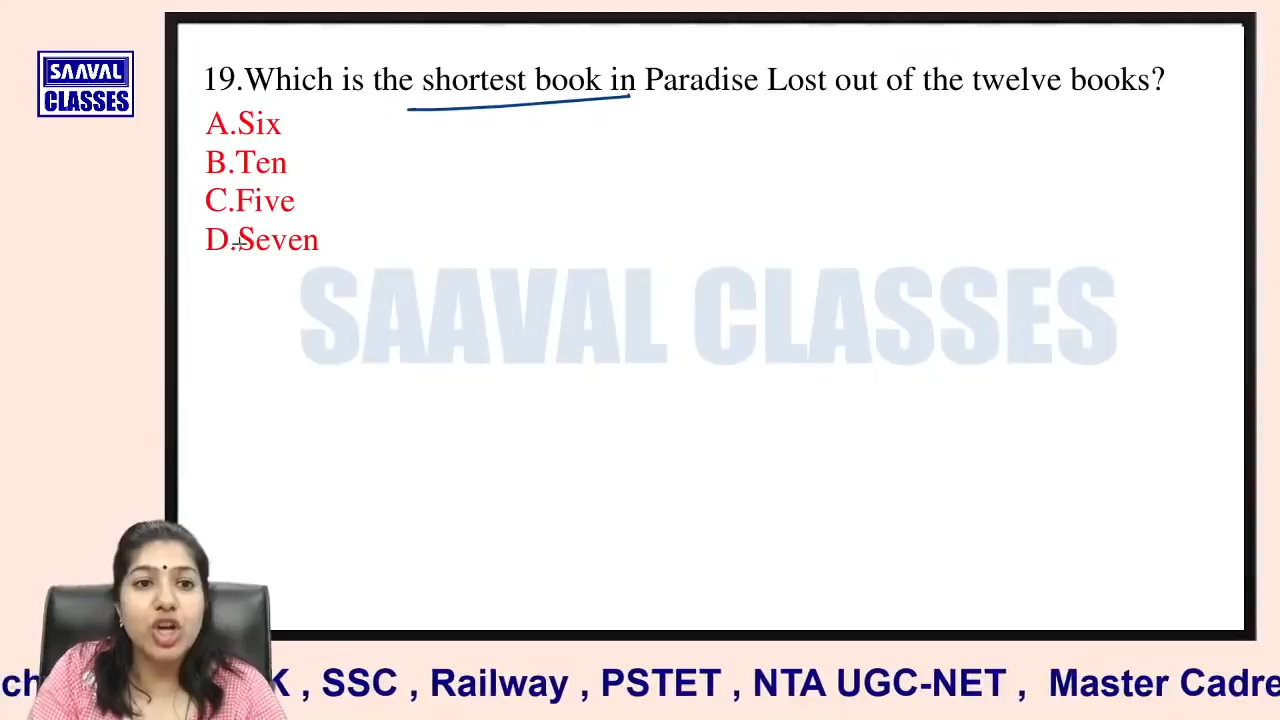 SAAVAL
CLASSES
19.Which is the shortest book in Paradise Lost out of the twelve books?
A.Six
B.Ten
C.Five
D.Seven
SAAVAL CLASSES
ch K , SSC , Railway , PSTET , NTA UGC-NET , Master Cadre